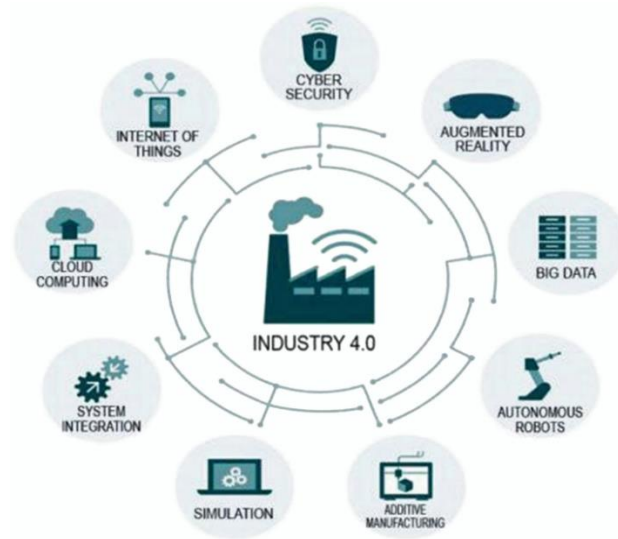 CYBER
SECURITY
AUGMENTED
REALITY
BIG DATA
AUTONOMOUS
ROBOTS
ADDITIVE
MANUFACTURING
SIMULATION
SYSTEM
INTEGRATION
CLOUD
COMPUTING
INTERNET OF
THINGS
INDUSTRY 4.0